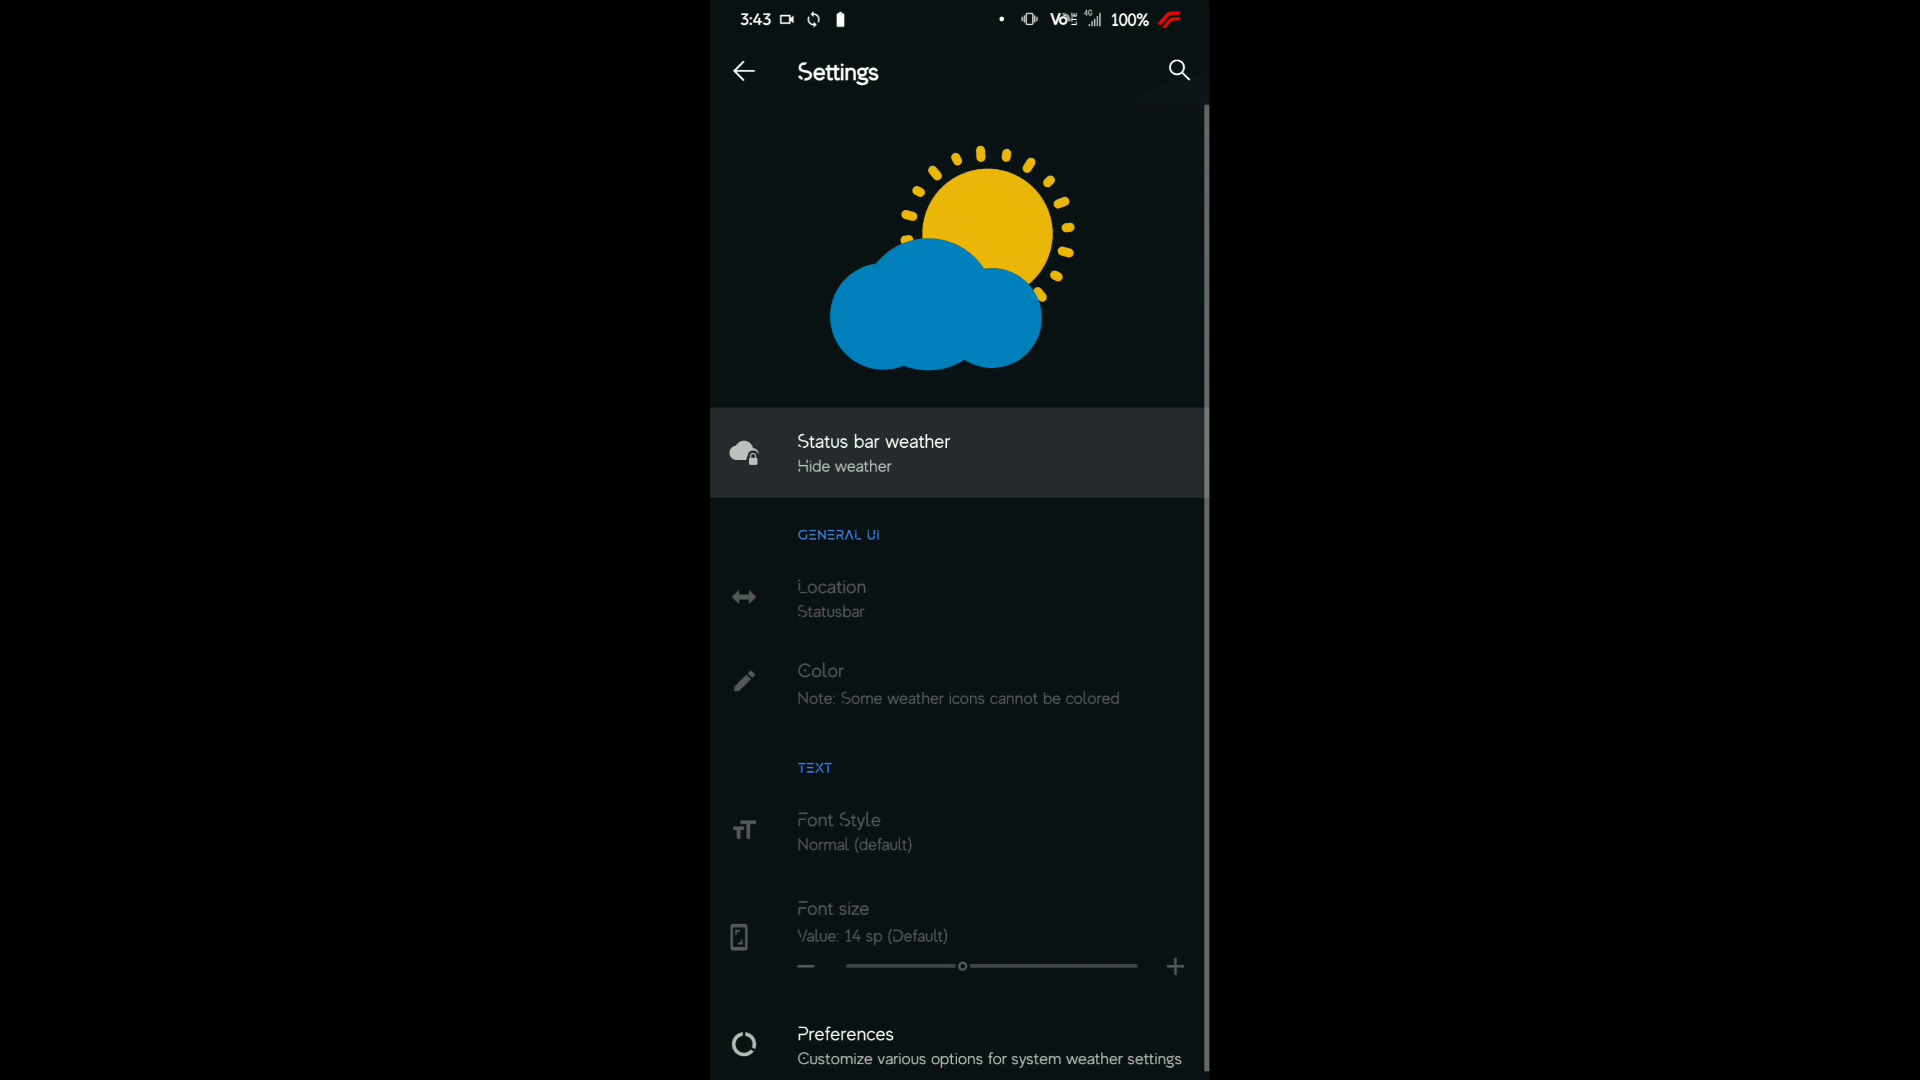 3:43 VoLTE 4G 100%
Settings
Status bar weather
Hide weather
GENERAL UI
Location
Statusbar
Color
Note: Some weather icons cannot be colored
TEXT
Font Style
Normal (default)
Font size
Value: 14 sp (Default)
Preferences
Customize various options for system weather settings